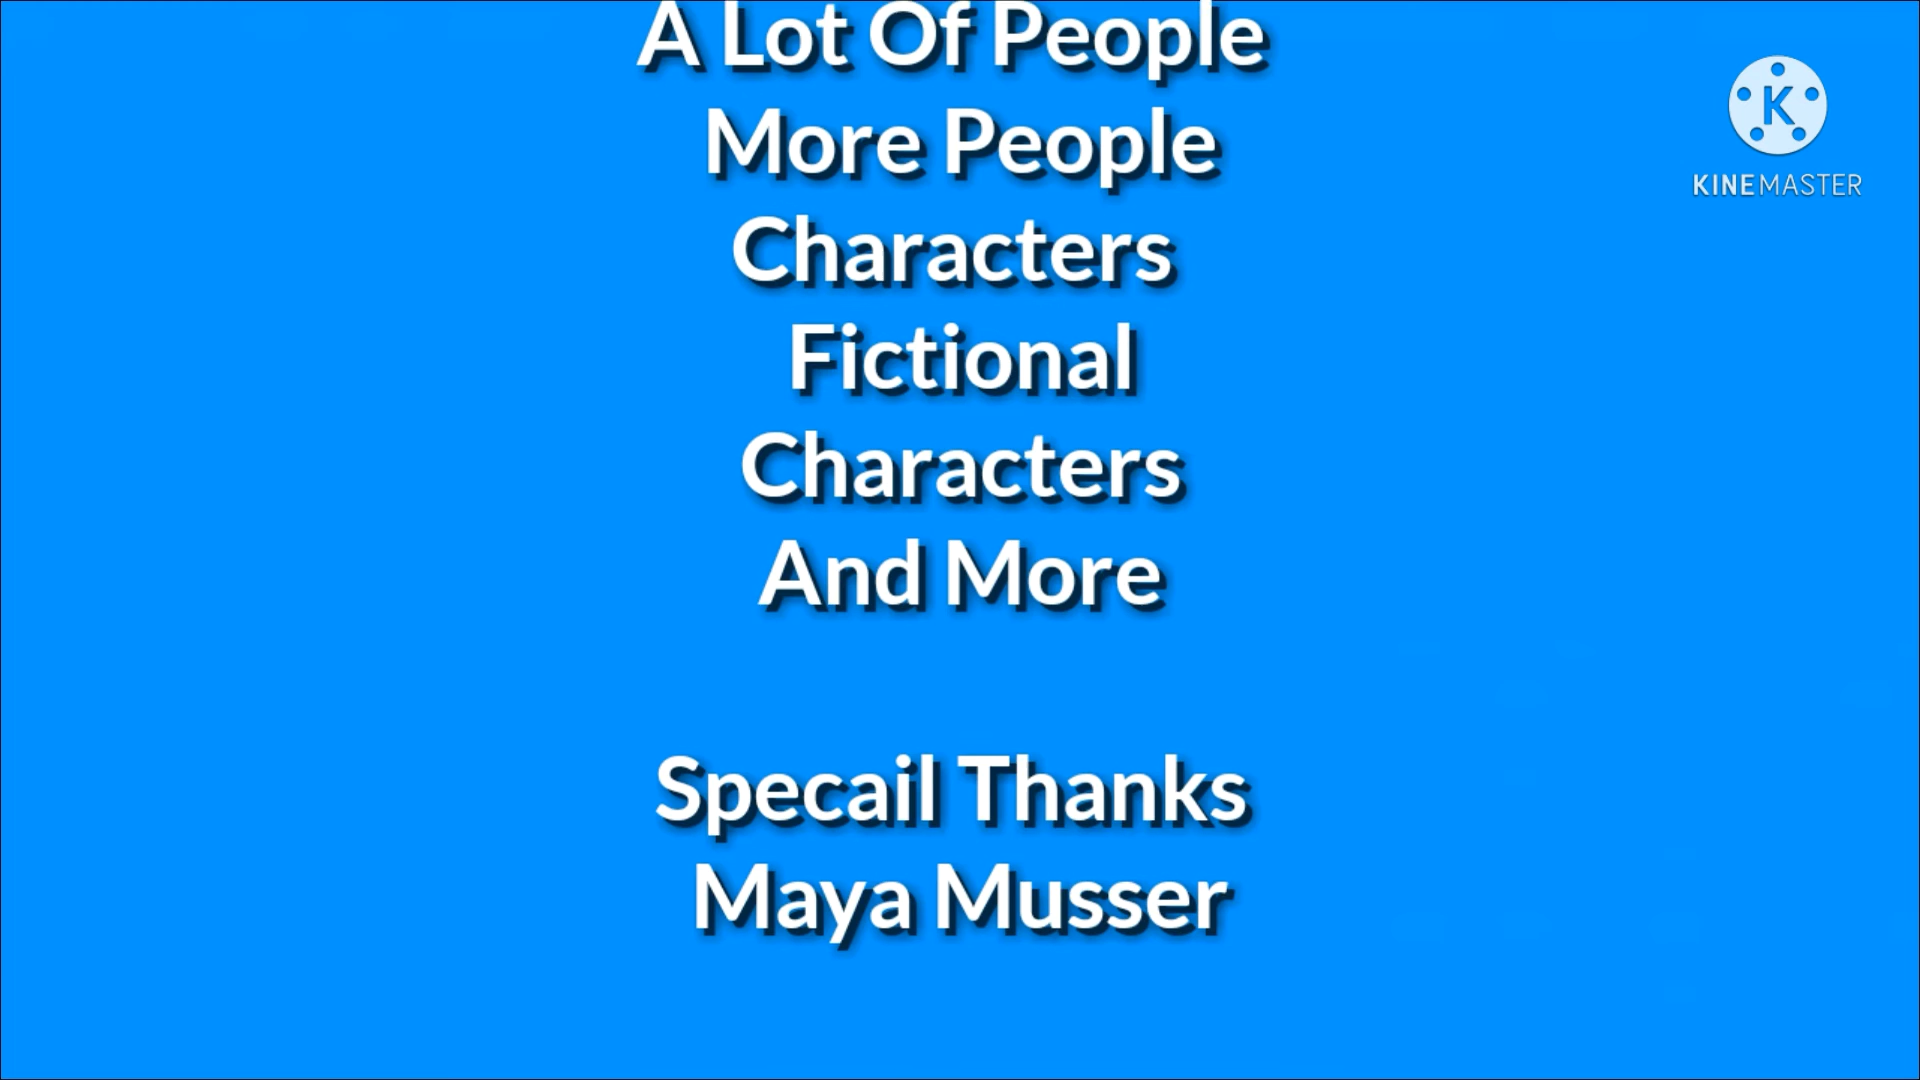 A Lot Of People
More People
Characters
Fictional
Characters
And More
Specail Thanks
Maya Musser
K
KINEMASTER